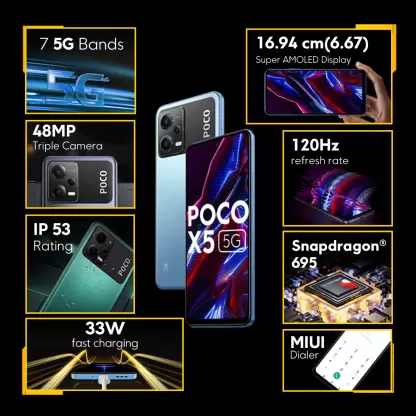 7 5G Bands
5G
48MP
Triple Camera
POCO
IP 53
Rating
POCO
33W
fast charging
POCO
POCO
X5 5G
16.94 cm(6.67)
Super AMOLED Display
120Hz
refresh rate
Snapdragon®
695
MIUI
Dialer